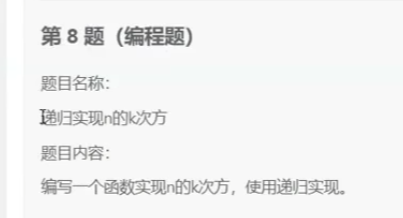 第 8 题（编程题）
题目名称：
递归实现n的k次方
题目内容：
编写一个函数实现n的k次方，使用递归实现。